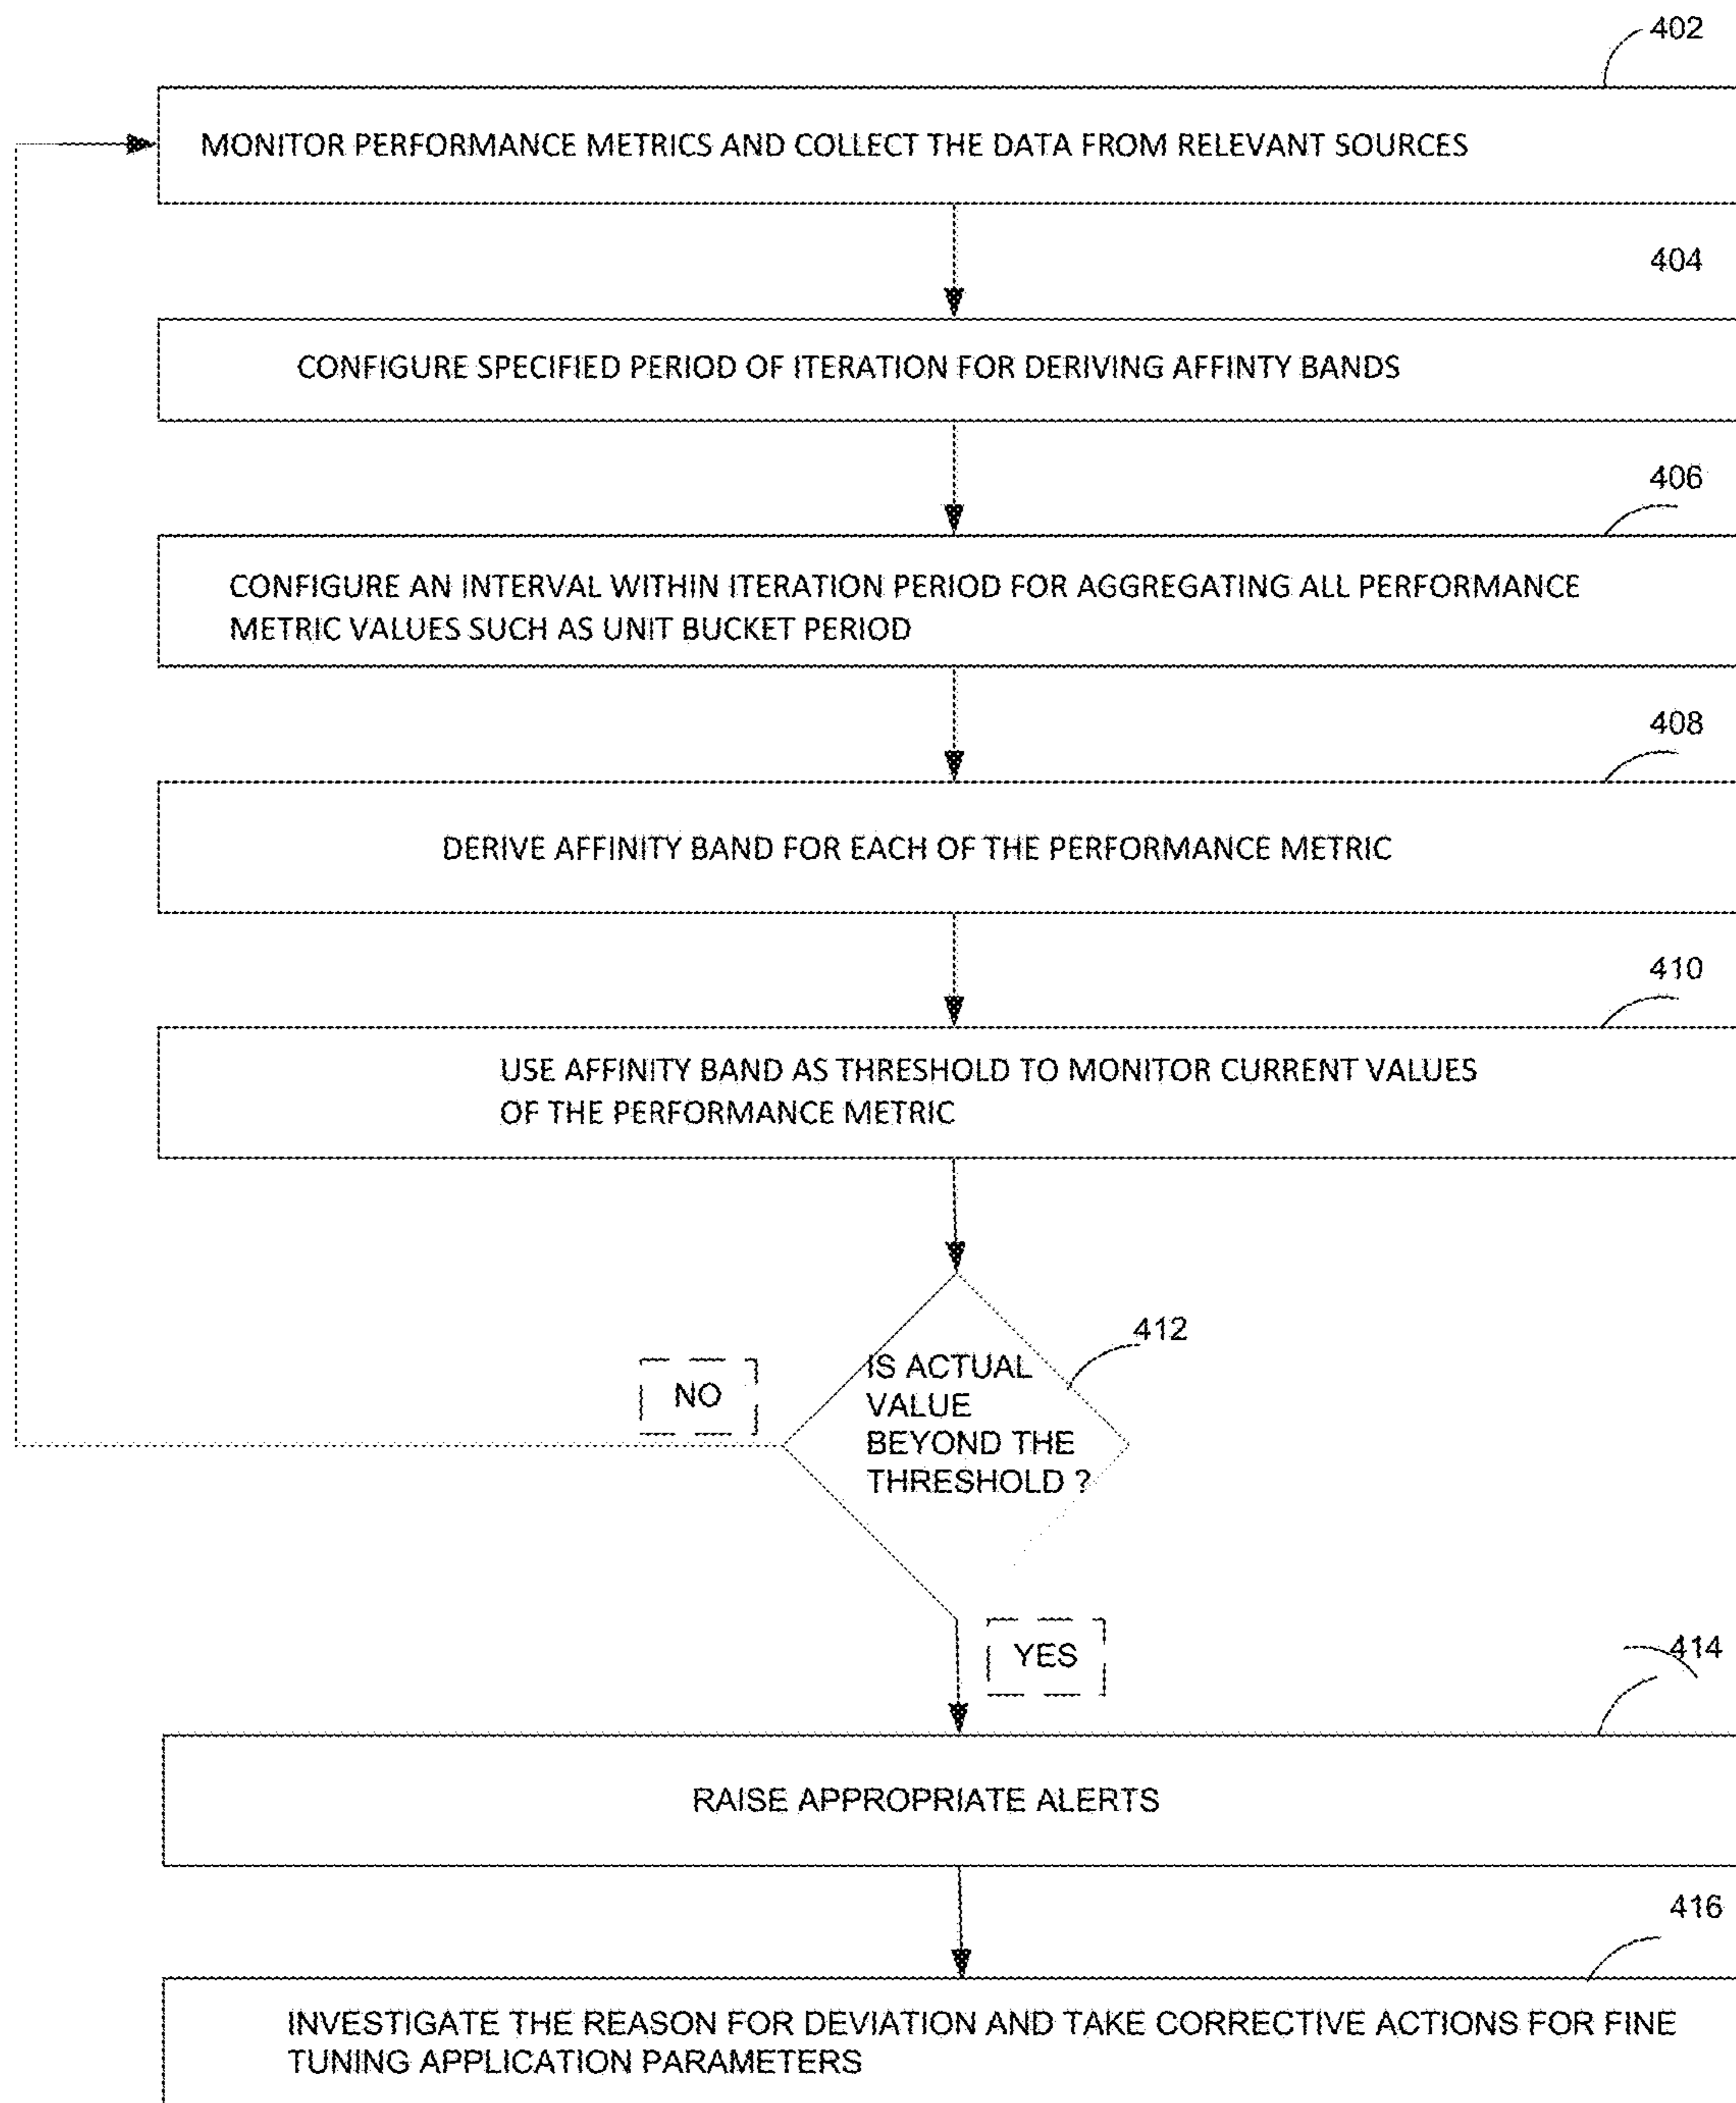 402
MONITOR PERFORMANCE METRICS AND COLLECT THE DATA FROM RELEVANT SOURCES
404
CONFIGURE SPECIFIED PERIOD OF ITERATION FOR DERIVING AFFINTY BANDS
406
CONFIGURE AN INTERVAL WITHIN ITERATION PERIOD FOR AGGREGATING ALL PERFORMANCE
METRIC VALUES SUCH AS UNIT BUCKET PERIOD
408
DERIVE AFFINITY BAND FOR EACH OF THE PERFORMANCE METRIC
410
USE AFFINITY BAND AS THRESHOLD TO MONITOR CURRENT VALUES
OF THE PERFORMANCE METRIC
412
IS ACTUAL
VALUE
BEYOND THE
THRESHOLD ?
NO
YES
414
RAISE APPROPRIATE ALERTS
416
INVESTIGATE THE REASON FOR DEVIATION AND TAKE CORRECTIVE ACTIONS FOR FINE
TUNING APPLICATION PARAMETERS